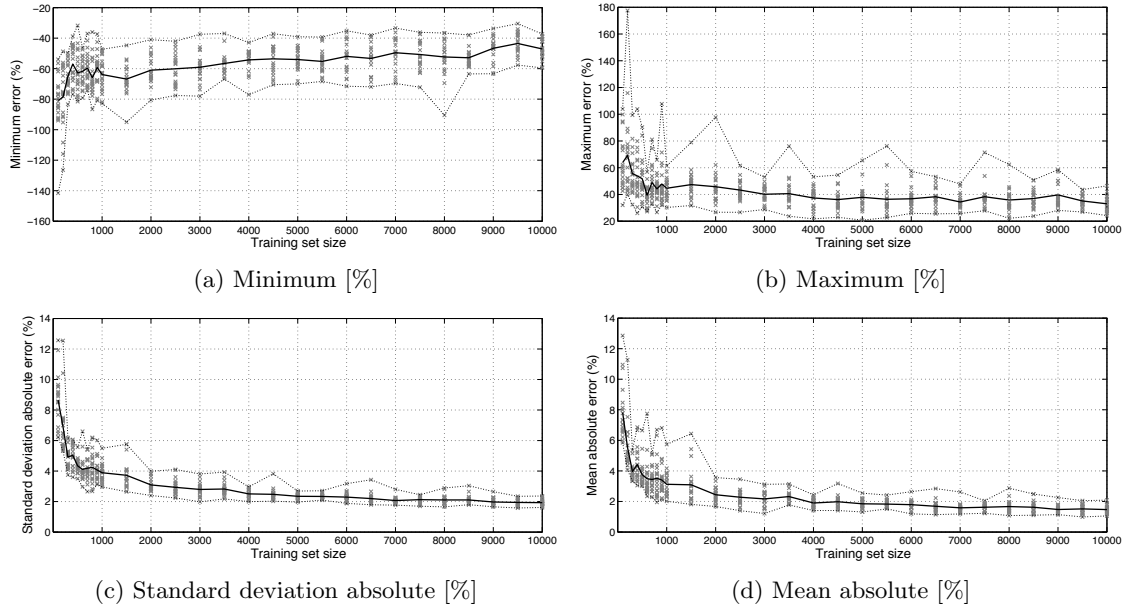 −20
−40
−60
−80
−100
−120
−140
−160
Minimum error (%)
1000 2000 3000 4000 5000 6000 7000 8000 9000 10000
Training set size
(a) Minimum [%]
180
160
140
120
100
80
60
40
20
Maximum error (%)
1000 2000 3000 4000 5000 6000 7000 8000 9000 10000
Training set size
(b) Maximum [%]
14
12
10
8
6
4
2
0
Standard deviation absolute error (%)
1000 2000 3000 4000 5000 6000 7000 8000 9000 10000
Training set size
(c) Standard deviation absolute [%]
14
12
10
8
6
4
2
0
Mean absolute error (%)
1000 2000 3000 4000 5000 6000 7000 8000 9000 10000
Training set size
(d) Mean absolute [%]